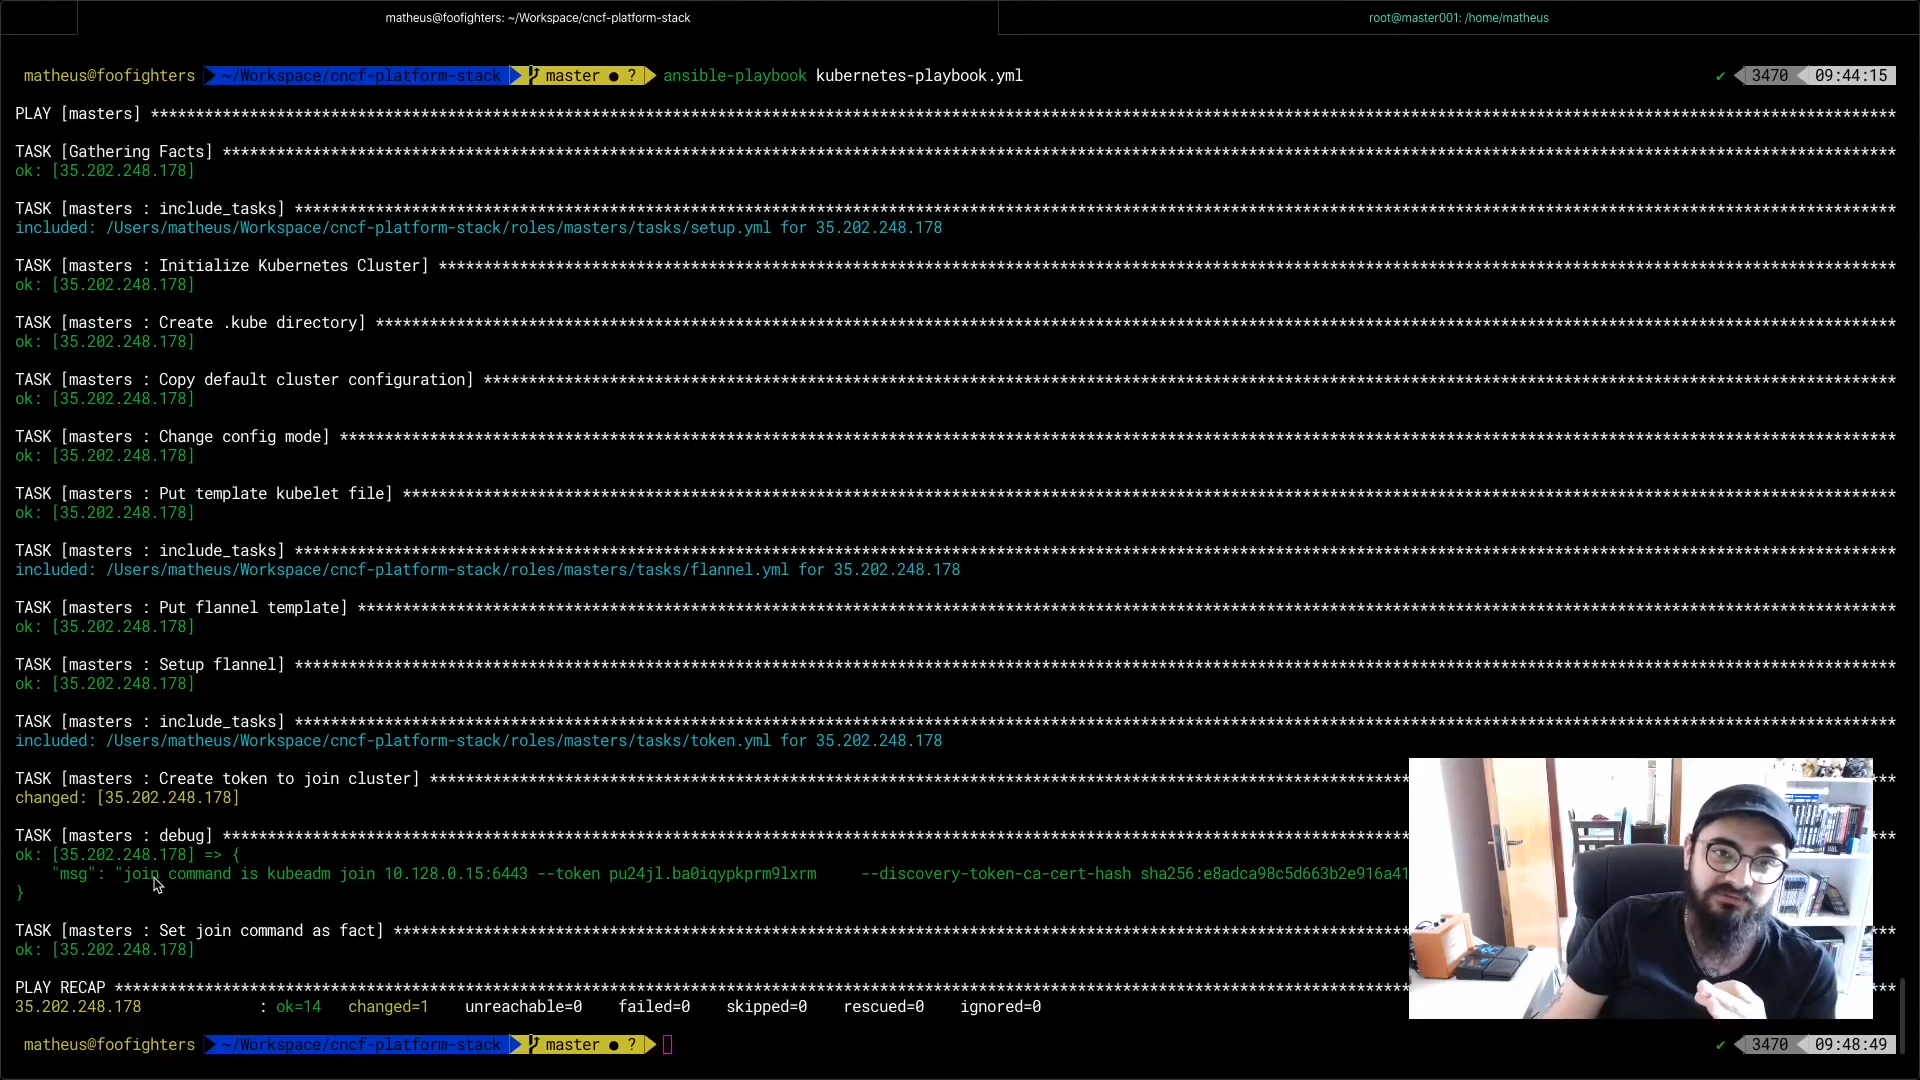 matheus@foofighters: ~/Workspace/cncf-platform-stack
root@master001: /home/matheus
matheus@foofighters ~/Workspace/cncf-platform-stack master ● ? ansible-playbook kubernetes-playbook.yml ✔ 3470 09:44:15
PLAY [masters] ****
TASK [Gathering Facts] ****
ok: [35.202.248.178]
TASK [masters : include_tasks] ****
included: /Users/matheus/Workspace/cncf-platform-stack/roles/masters/tasks/setup.yml for 35.202.248.178
TASK [masters : Initialize Kubernetes Cluster] ****
ok: [35.202.248.178]
TASK [masters : Create .kube directory] ****
ok: [35.202.248.178]
TASK [masters : Copy default cluster configuration] ****
ok: [35.202.248.178]
TASK [masters : Change config mode] ****
ok: [35.202.248.178]
TASK [masters : Put template kubelet file] ****
ok: [35.202.248.178]
TASK [masters : include_tasks] ****
included: /Users/matheus/Workspace/cncf-platform-stack/roles/masters/tasks/flannel.yml for 35.202.248.178
TASK [masters : Put flannel template] ****
ok: [35.202.248.178]
TASK [masters : Setup flannel] ****
ok: [35.202.248.178]
TASK [masters : include_tasks] ****
included: /Users/matheus/Workspace/cncf-platform-stack/roles/masters/tasks/token.yml for 35.202.248.178
TASK [masters : Create token to join cluster] ****
changed: [35.202.248.178]
TASK [masters : debug] ****
ok: [35.202.248.178] => {
"msg": "join command is kubeadm join 10.128.0.15:6443 --token pu24jl.ba0iqypkprm9lxrm --discovery-token-ca-cert-hash sha256:e8adca98c5d663b2e916a41
}
TASK [masters : Set join command as fact] ****
ok: [35.202.248.178]
PLAY RECAP ****
35.202.248.178 : ok=14 changed=1 unreachable=0 failed=0 skipped=0 rescued=0 ignored=0
matheus@foofighters ~/Workspace/cncf-platform-stack master ● ? ✔ 3470 09:48:49